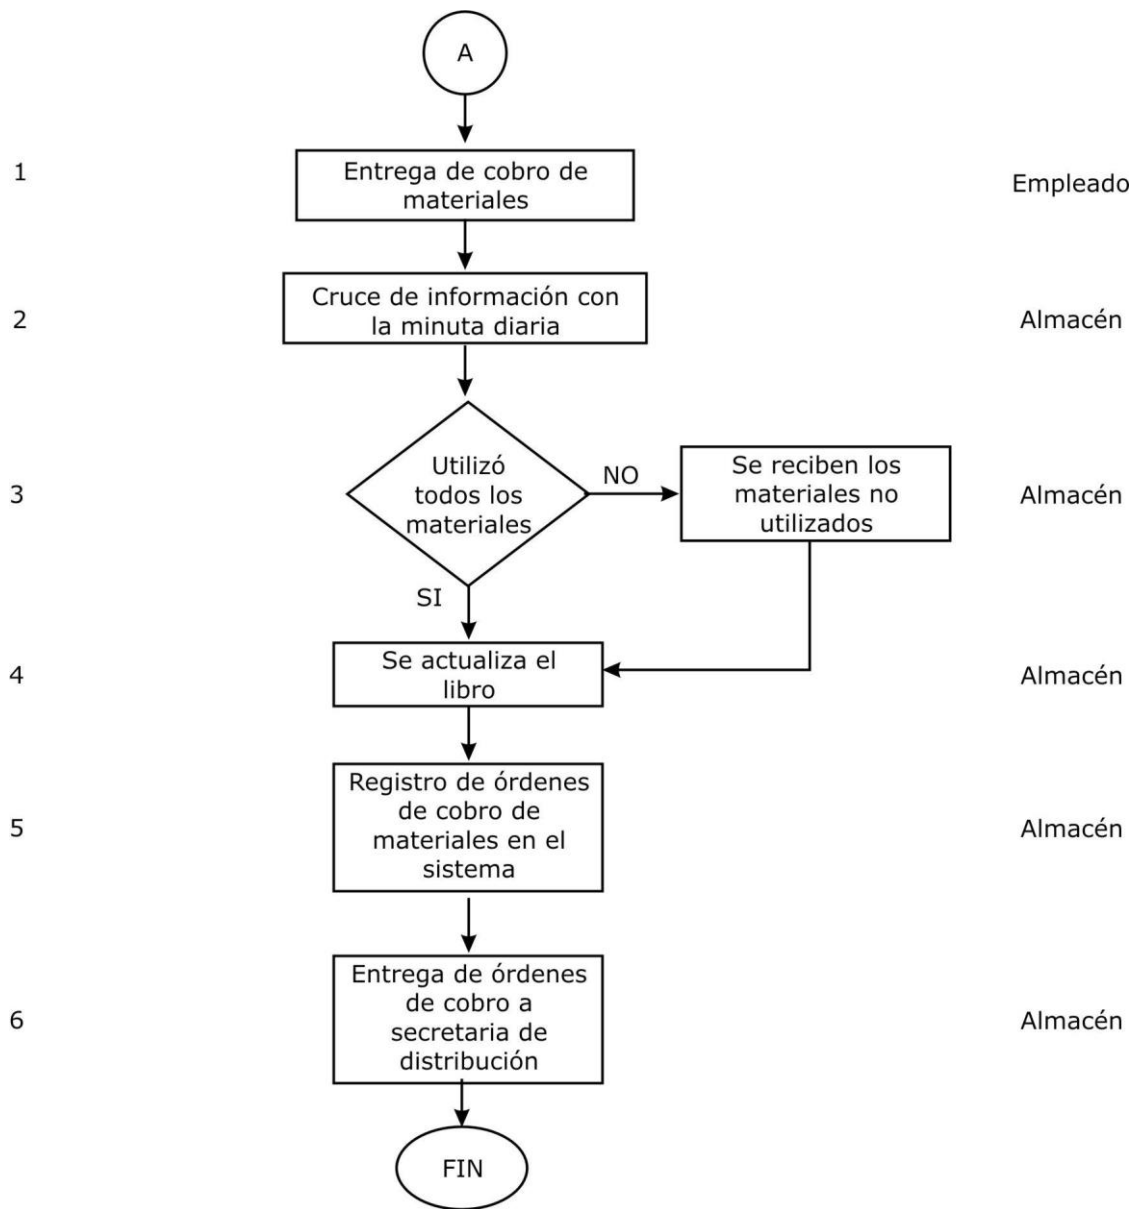 A
1
Entrega de cobro de
materiales
Empleado
2
Cruce de información con
la minuta diaria
Almacén
3
Utilizó
todos los
materiales
NO
Se reciben los
materiales no
utilizados
Almacén
SI
4
Se actualiza el
libro
Almacén
5
Registro de órdenes
de cobro de
materiales en el
sistema
Almacén
6
Entrega de órdenes
de cobro a
secretaria de
distribución
Almacén
FIN